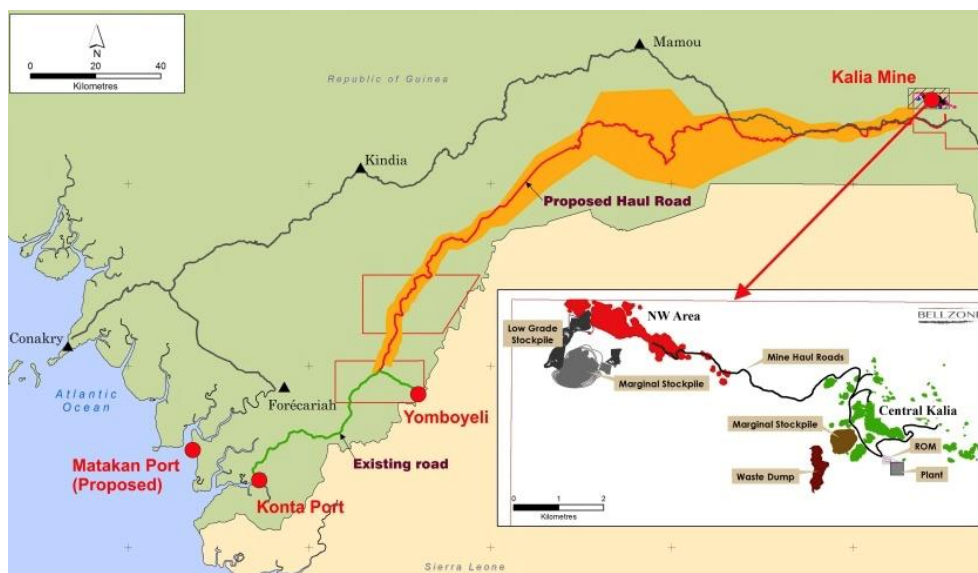 N
0 20 40
Kilometres
Republic of Guinea
Mamou
Kalia Mine
Kindia
Proposed Haul Road
Conakry
Atlantic
Ocean
Forécariah
Yomboyeli
Matakan Port
(Proposed)
Existing road
Konta Port
Sierra Leone
BELLZONE
NW Area
Low Grade
Stockpile
Mine Haul Roads
Marginal Stockpile
Central Kalia
Marginal Stockpile
ROM
Waste Dump
Plant
0 1 2
Kilometres